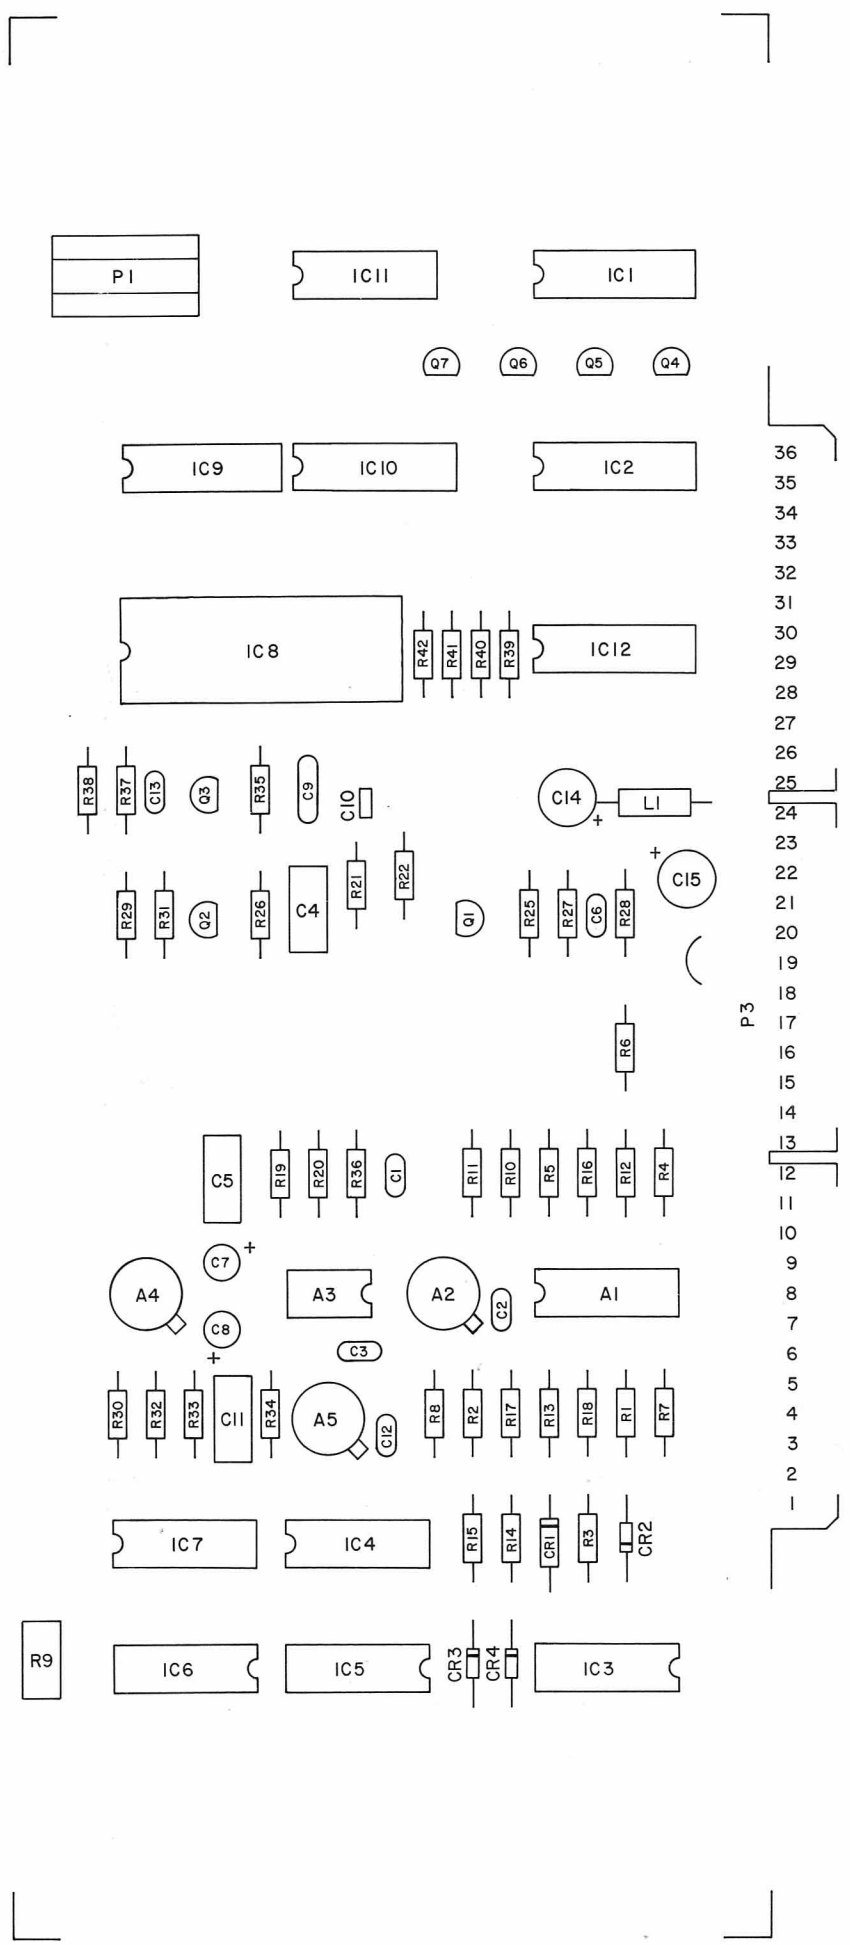 P1 IC11 IC1
Q7 Q6 Q5 Q4
IC9 IC10 IC2
IC8 R42 R41 R40 R39 IC12
R38 R37 C13 Q3 R35 C9 C10 C14 + L1
R29 R31 Q2 R26 C4 R21 R22 Q1 R25 R27 C6 R28 + C15
R6
P3
C5 R19 R20 R36 C1 R11 R10 R5 R16 R12 R4
A4 C7 + C8 + A3 A2 C2 A1
C3
R30 R32 R33 C11 R34 A5 C12 R8 R2 R17 R13 R18 R1 R7
IC7 IC4 R15 R14 CR1 R3 CR2
R9 IC6 IC5 CR3 CR4 IC3
36
35
34
33
32
31
30
29
28
27
26
25
24
23
22
21
20
19
18
17
16
15
14
13
12
11
10
9
8
7
6
5
4
3
2
1